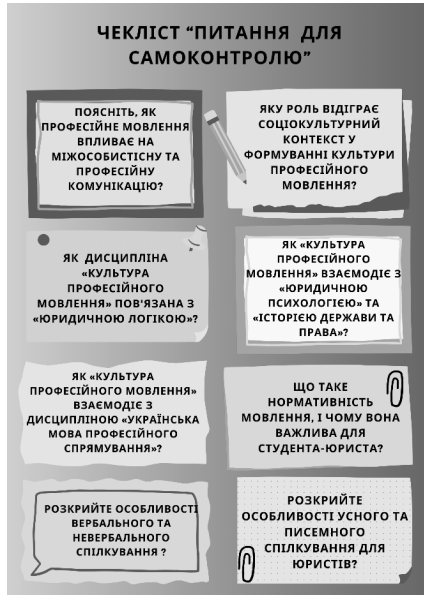 ЧЕКЛІСТ “ПИТАННЯ ДЛЯ
САМОКОНТРОЛЮ”
ПОЯСНІТЬ, ЯК
ПРОФЕСІЙНЕ МОВЛЕННЯ
ВПЛИВАЄ НА
МІЖОСОБИСТІСНУ ТА
ПРОФЕСІЙНУ
КОМУНІКАЦІЮ?
ЯКУ РОЛЬ ВІДІГРАЄ
СОЦІОКУЛЬТУРНИЙ
КОНТЕКСТ У
ФОРМУВАННІ КУЛЬТУРИ
ПРОФЕСІЙНОГО
МОВЛЕННЯ?
ЯК ДИСЦИПЛІНА
«КУЛЬТУРА
ПРОФЕСІЙНОГО
МОВЛЕННЯ» ПОВ'ЯЗАНА З
«ЮРИДИЧНОЮ ЛОГІКОЮ»?
ЯК «КУЛЬТУРА
ПРОФЕСІЙНОГО
МОВЛЕННЯ» ВЗАЄМОДІЄ З
«ЮРИДИЧНОЮ
ПСИХОЛОГІЄЮ» ТА
«ІСТОРІЄЮ ДЕРЖАВИ ТА
ПРАВА»?
ЯК «КУЛЬТУРА
ПРОФЕСІЙНОГО МОВЛЕННЯ»
ВЗАЄМОДІЄ З
ДИСЦИПЛІНОЮ «УКРАЇНСЬКА
МОВА ПРОФЕСІЙНОГО
СПРЯМУВАННЯ»?
ЩО ТАКЕ
НОРМАТИВНІСТЬ
МОВЛЕННЯ, І ЧОМУ ВОНА
ВАЖЛИВА ДЛЯ
СТУДЕНТА-ЮРИСТА?
РОЗКРИЙТЕ ОСОБЛИВОСТІ
ВЕРБАЛЬНОГО ТА
НЕВЕРБАЛЬНОГО
СПІЛКУВАННЯ ?
РОЗКРИЙТЕ
ОСОБЛИВОСТІ УСНОГО ТА
ПИСЕМНОГО
СПІЛКУВАННЯ ДЛЯ
ЮРИСТІВ?